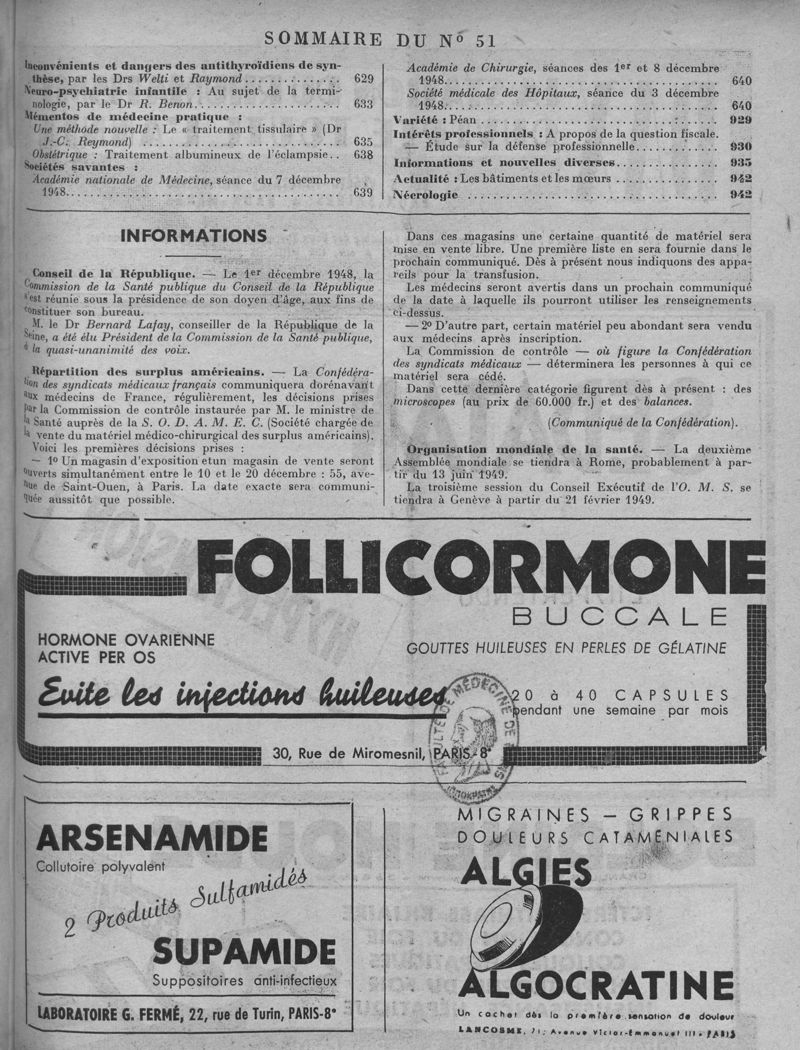 SOMMAIRE DU Nº 51
Inconvénients et dangers des antithyroïdiens de syn-
thèse, par les Drs Welti et Raymond .............. 629
Neuro-psychiatrie infantile : Au sujet de la termi-
nologie, par le Dr R. Benon..................... 633
Mémentos de médecine pratique :
Une méthode nouvelle : Le « traitement tissulaire » (Dr
J.-C. Reymond) ............................. 635
Obstétrique : Traitement albumineux de l'éclampsie.. 638
Sociétés savantes :
Académie nationale de Médecine, séance du 7 décembre
1948....................................... 639
Académie de Chirurgie, séances des 1er et 8 décembre
1948....................................... 640
Société médicale des Hôpitaux, séance du 3 décembre
1948....................................... 640
Variété : Péan ................................ 929
Intérêts professionnels : A propos de la question fiscale.
— Étude sur la défense professionnelle............ 930
Informations et nouvelles diverses................ 935
Actualité : Les bâtiments et les mœurs .............. 942
Nécrologie .................................... 942
INFORMATIONS
Conseil de la République. — Le 1er décembre 1948, la
Commission de la Santé publique du Conseil de la République
s'est réunie sous la présidence de son doyen d'âge, aux fins de
constituer son bureau.
M. le Dr Bernard Lafay, conseiller de la République de la
Seine, a été élu Président de la Commission de la Santé publique,
à la quasi-unanimité des voix.
Répartition des surplus américains. — La Confédéra-
tion des syndicats médicaux français communiquera dorénavant
aux médecins de France, régulièrement, les décisions prises
par la Commission de contrôle instaurée par M. le ministre de
la Santé auprès de la S. O. D. A. M. E. C. (Société chargée de
la vente du matériel médico-chirurgical des surplus américains).
Voici les premières décisions prises :
— 1º Un magasin d'exposition etun magasin de vente seront
ouverts simultanément entre le 10 et le 20 décembre : 55, ave-
nue de Saint-Ouen, à Paris. La date exacte sera communi-
quée aussitôt que possible.
Dans ces magasins une certaine quantité de matériel sera
mise en vente libre. Une première liste en sera fournie dans le
prochain communiqué. Dès à présent nous indiquons des appa-
reils pour la transfusion.
Les médecins seront avertis dans un prochain communiqué
de la date à laquelle ils pourront utiliser les renseignements
ci-dessus.
— 2º D'autre part, certain matériel peu abondant sera vendu
aux médecins après inscription.
La Commission de contrôle — où figure la Confédération
des syndicats médicaux — déterminera les personnes à qui ce
matériel sera cédé.
Dans cette dernière catégorie figurent dès à présent : des
microscopes (au prix de 60.000 fr.) et des balances.
(Communiqué de la Confédération).
Organisation mondiale de la santé. — La deuxième
Assemblée mondiale se tiendra à Rome, probablement à par-
tir du 13 juin 1949.
La troisième session du Conseil Exécutif de l'O. M. S. se
tiendra à Genève à partir du 21 février 1949.
FOLLICORMONE
BUCCALE
HORMONE OVARIENNE
ACTIVE PER OS
GOUTTES HUILEUSES EN PERLES DE GÉLATINE
Evite les injections huileuses
20 à 40 CAPSULES
pendant une semaine par mois
30, Rue de Miromesnil, PARIS-8e
ARSENAMIDE
Collutoire polyvalent
2 Produits Sulfamidés
SUPAMIDE
Suppositoires anti-infectieux
LABORATOIRE G. FERMÉ, 22, rue de Turin, PARIS-8e
MIGRAINES — GRIPPES
DOULEURS CATAMÉNIALES
ALGIES
ALGOCRATINE
Un cachet dès la première sensation de douleur
LANCOSME, 71, Avenue Victor-Emmanuel III - PARIS